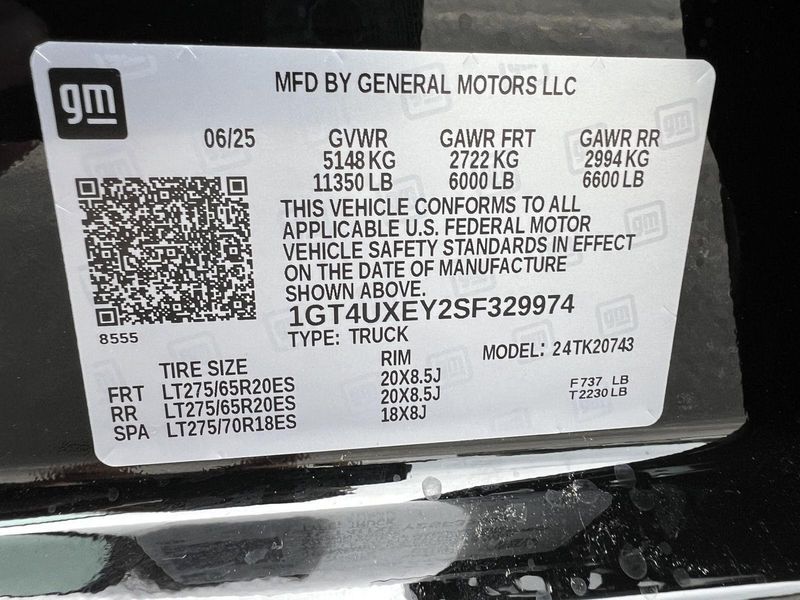 gm
MFD BY GENERAL MOTORS LLC
06/25 GVWR GAWR FRT GAWR RR
5148 KG 2722 KG 2994 KG
11350 LB 6000 LB 6600 LB
THIS VEHICLE CONFORMS TO ALL
APPLICABLE U.S. FEDERAL MOTOR
VEHICLE SAFETY STANDARDS IN EFFECT
ON THE DATE OF MANUFACTURE
SHOWN ABOVE.
8555
1GT4UXEY2SF329974
TYPE: TRUCK MODEL: 24TK20743
TIRE SIZE RIM
FRT LT275/65R20ES 20X8.5J
RR LT275/65R20ES 20X8.5J
SPA LT275/70R18ES 18X8J
F737 LB
T2230 LB